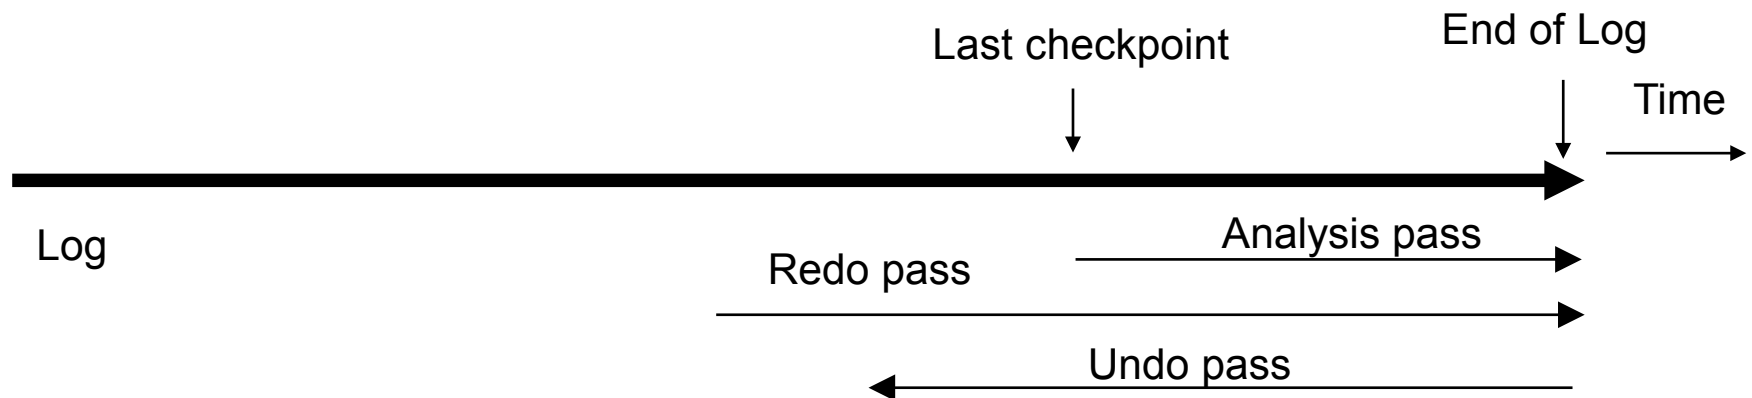 End of Log
Last checkpoint
Time
Log
Analysis pass
Redo pass
Undo pass